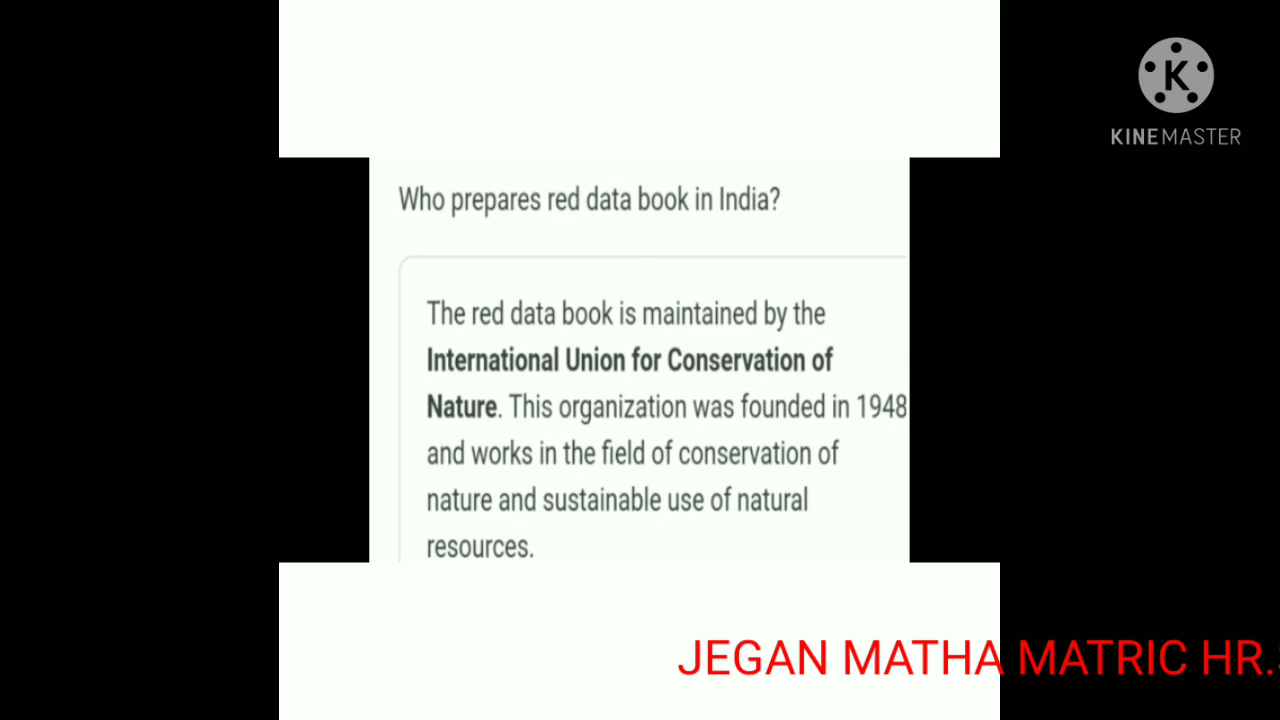 KINEMASTER
Who prepares red data book in India?
The red data book is maintained by the
International Union for Conservation of
Nature. This organization was founded in 1948
and works in the field of conservation of
nature and sustainable use of natural
resources.
JEGAN MATHA MATRIC HR.